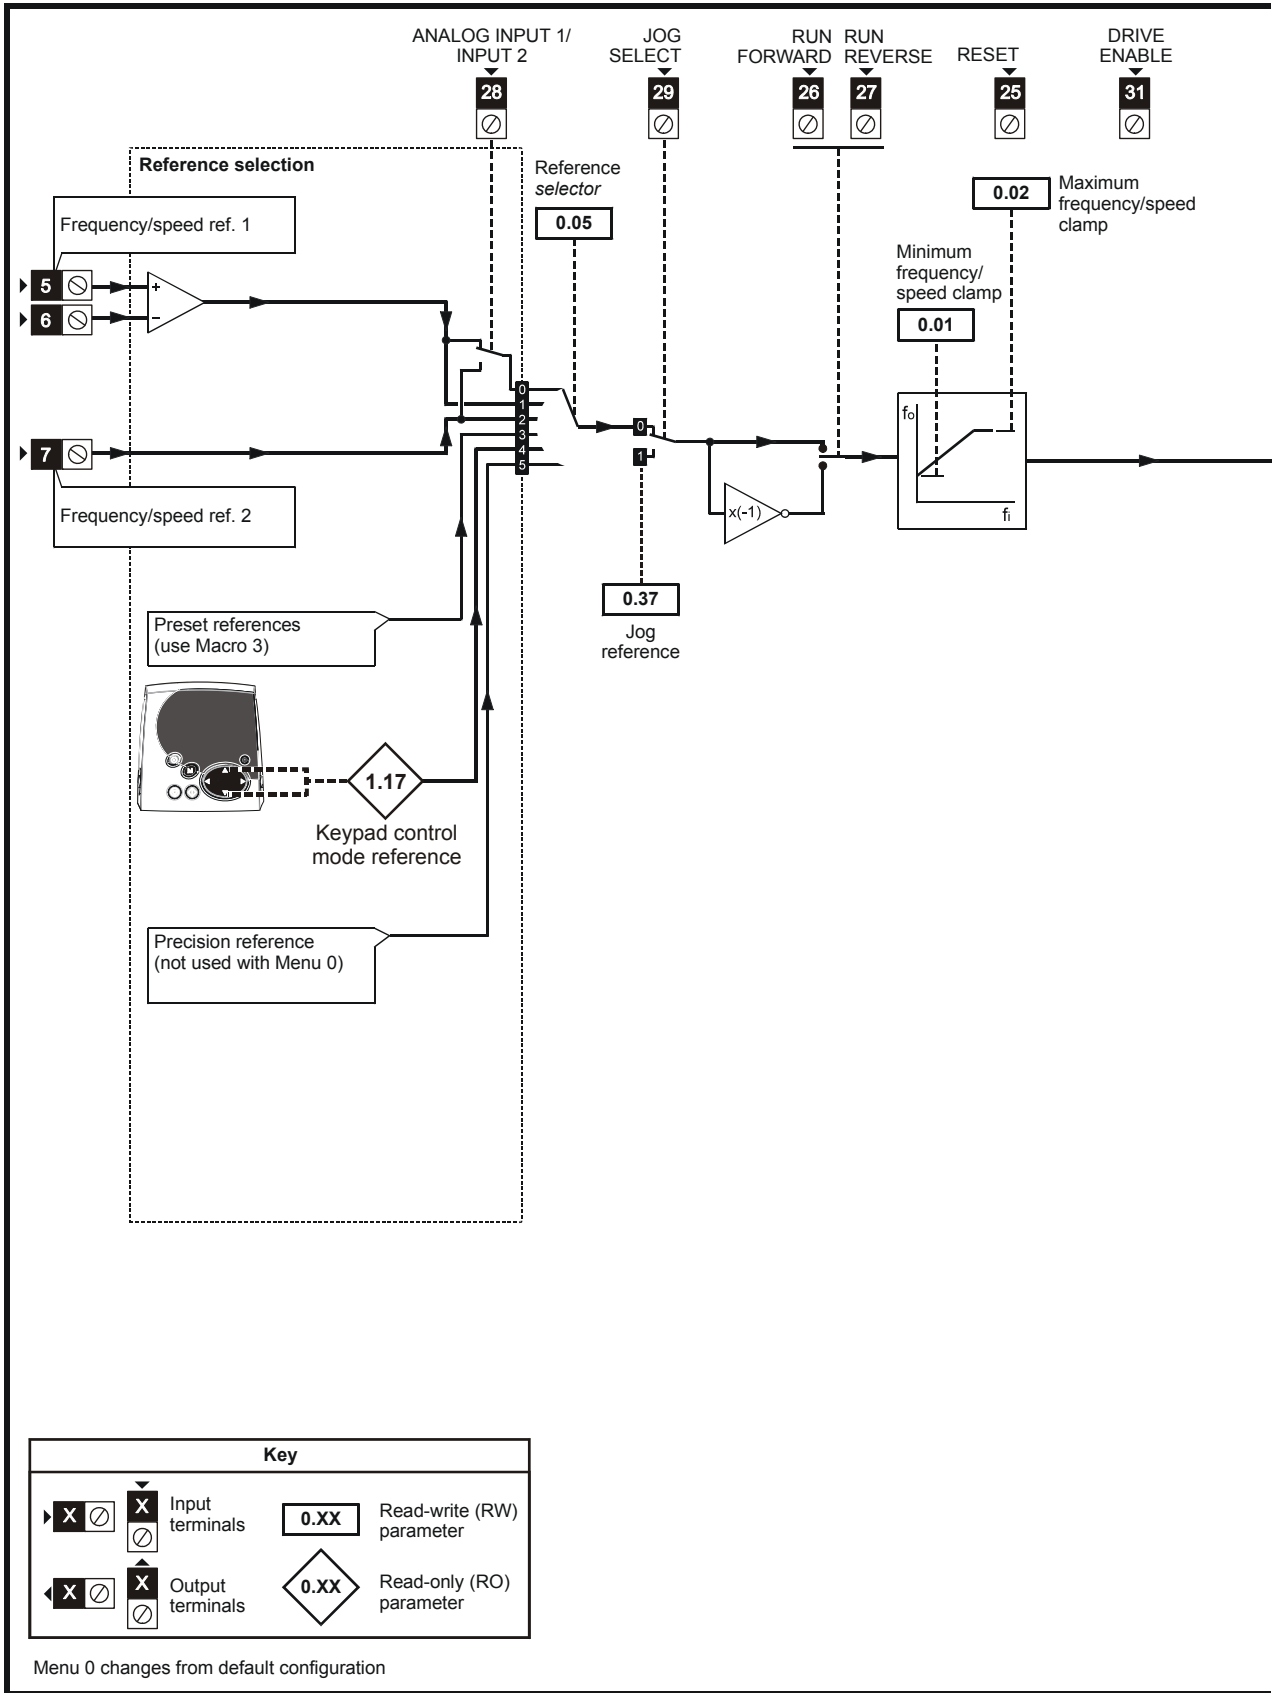 ANALOG INPUT 1/
INPUT 2
28
JOG
SELECT
29
RUN
FORWARD
26
RUN
REVERSE
27
RESET
25
DRIVE
ENABLE
31
Reference selection
Frequency/speed ref. 1
5
6
+
−
7
Frequency/speed ref. 2
Reference
selector
0.05
0
1
2
3
4
5
0
1
0.37
Jog
reference
x(-1)
Minimum
frequency/
speed clamp
0.01
0.02
Maximum
frequency/speed
clamp
fo
fi
Preset references
(use Macro 3)
M
1.17
Keypad control
mode reference
Precision reference
(not used with Menu 0)
Key
X
X
Input
terminals
0.XX
Read-write (RW)
parameter
X
X
Output
terminals
0.XX
Read-only (RO)
parameter
Menu 0 changes from default configuration